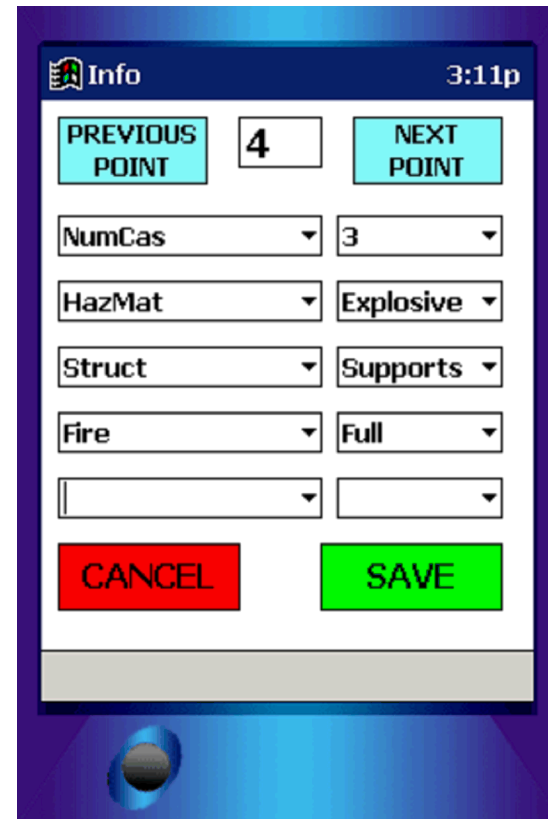 Info 3:11p
PREVIOUS
POINT
4
NEXT
POINT
NumCas 3
HazMat Explosive
Struct Supports
Fire Full
CANCEL SAVE